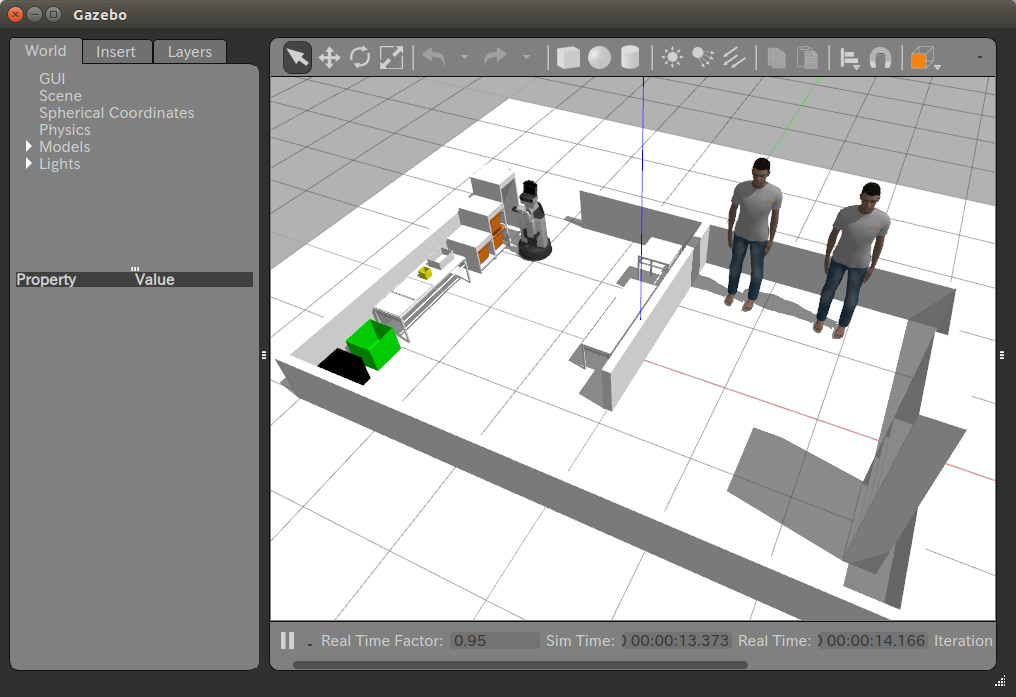 Gazebo
World Insert Layers
GUI
Scene
Spherical Coordinates
Physics
Models
Lights
Property Value
Real Time Factor: 0.95 Sim Time: 00:00:13.373 Real Time: 00:00:14.166 Iteration